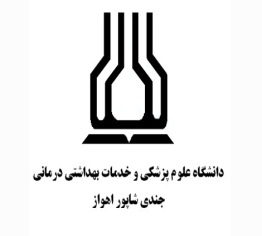 دانشگاه علوم پزشکی و خدمات بهداشتی درمانی
جندی شاپور اهواز